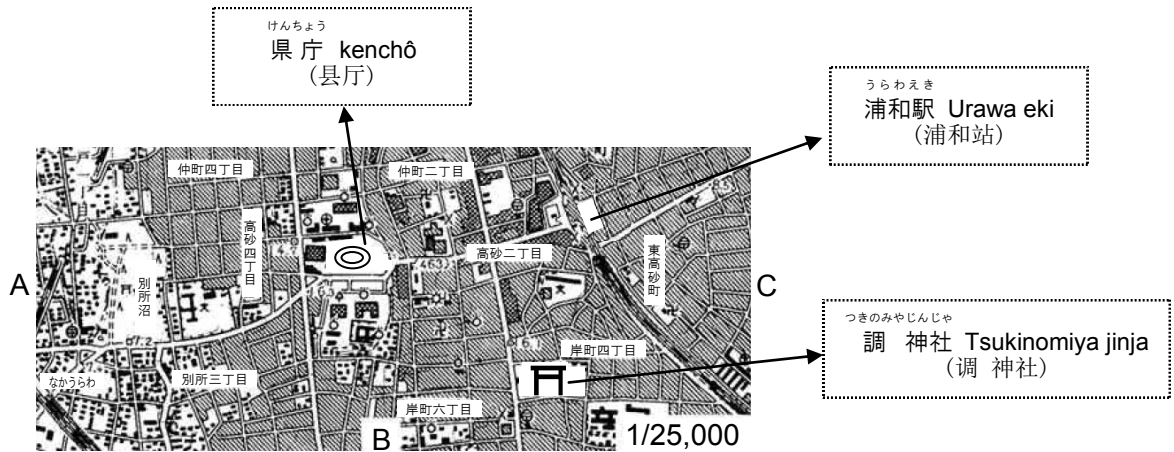 けんちょう
県庁 kenchô
(县厅)
うらわえき
浦和駅 Urawa eki
(浦和站)
仲町四丁目
仲町二丁目
高砂四丁目
高砂二丁目
(463)
東高砂町
別所沼
A
C
つきのみやじんじゃ
調 神社 Tsukinomiya jinja
(调 神社)
岸町四丁目
なかうらわ
別所三丁目
岸町六丁目
B
1/25,000